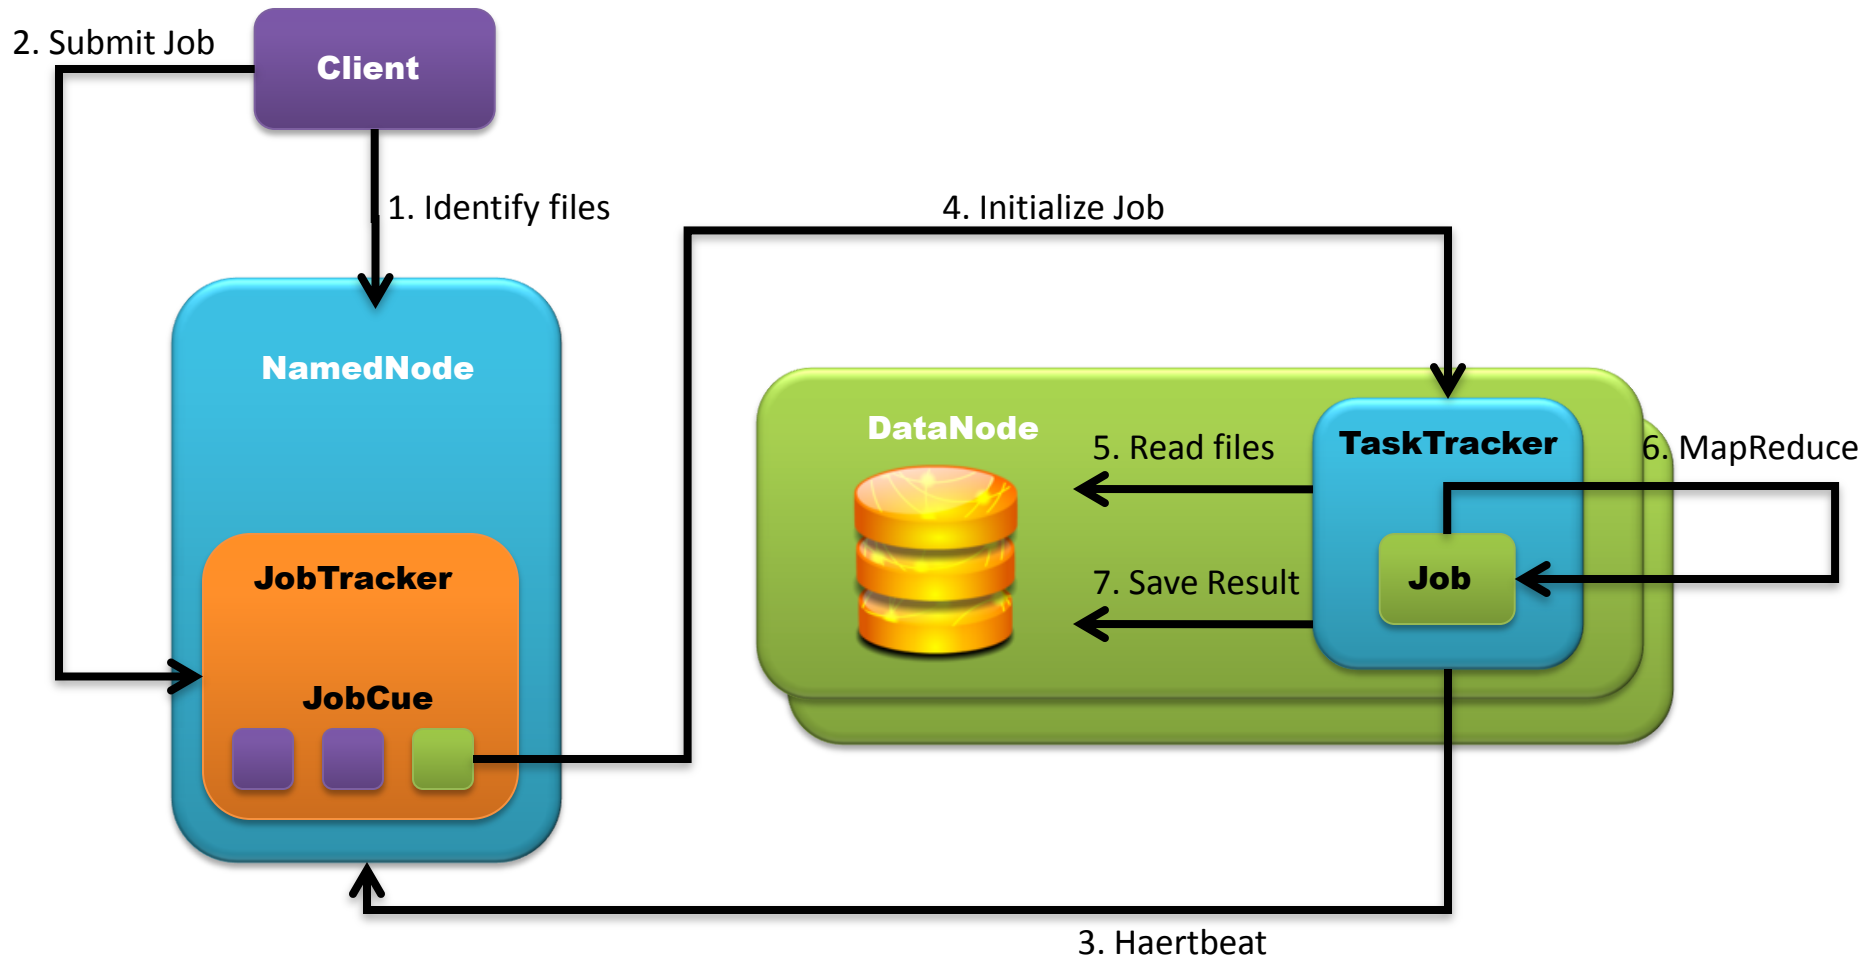 2. Submit Job
Client
1. Identify files
4. Initialize Job
NamedNode
DataNode
5. Read files
TaskTracker
6. MapReduce
JobTracker
7. Save Result
Job
JobCue
3. Haertbeat